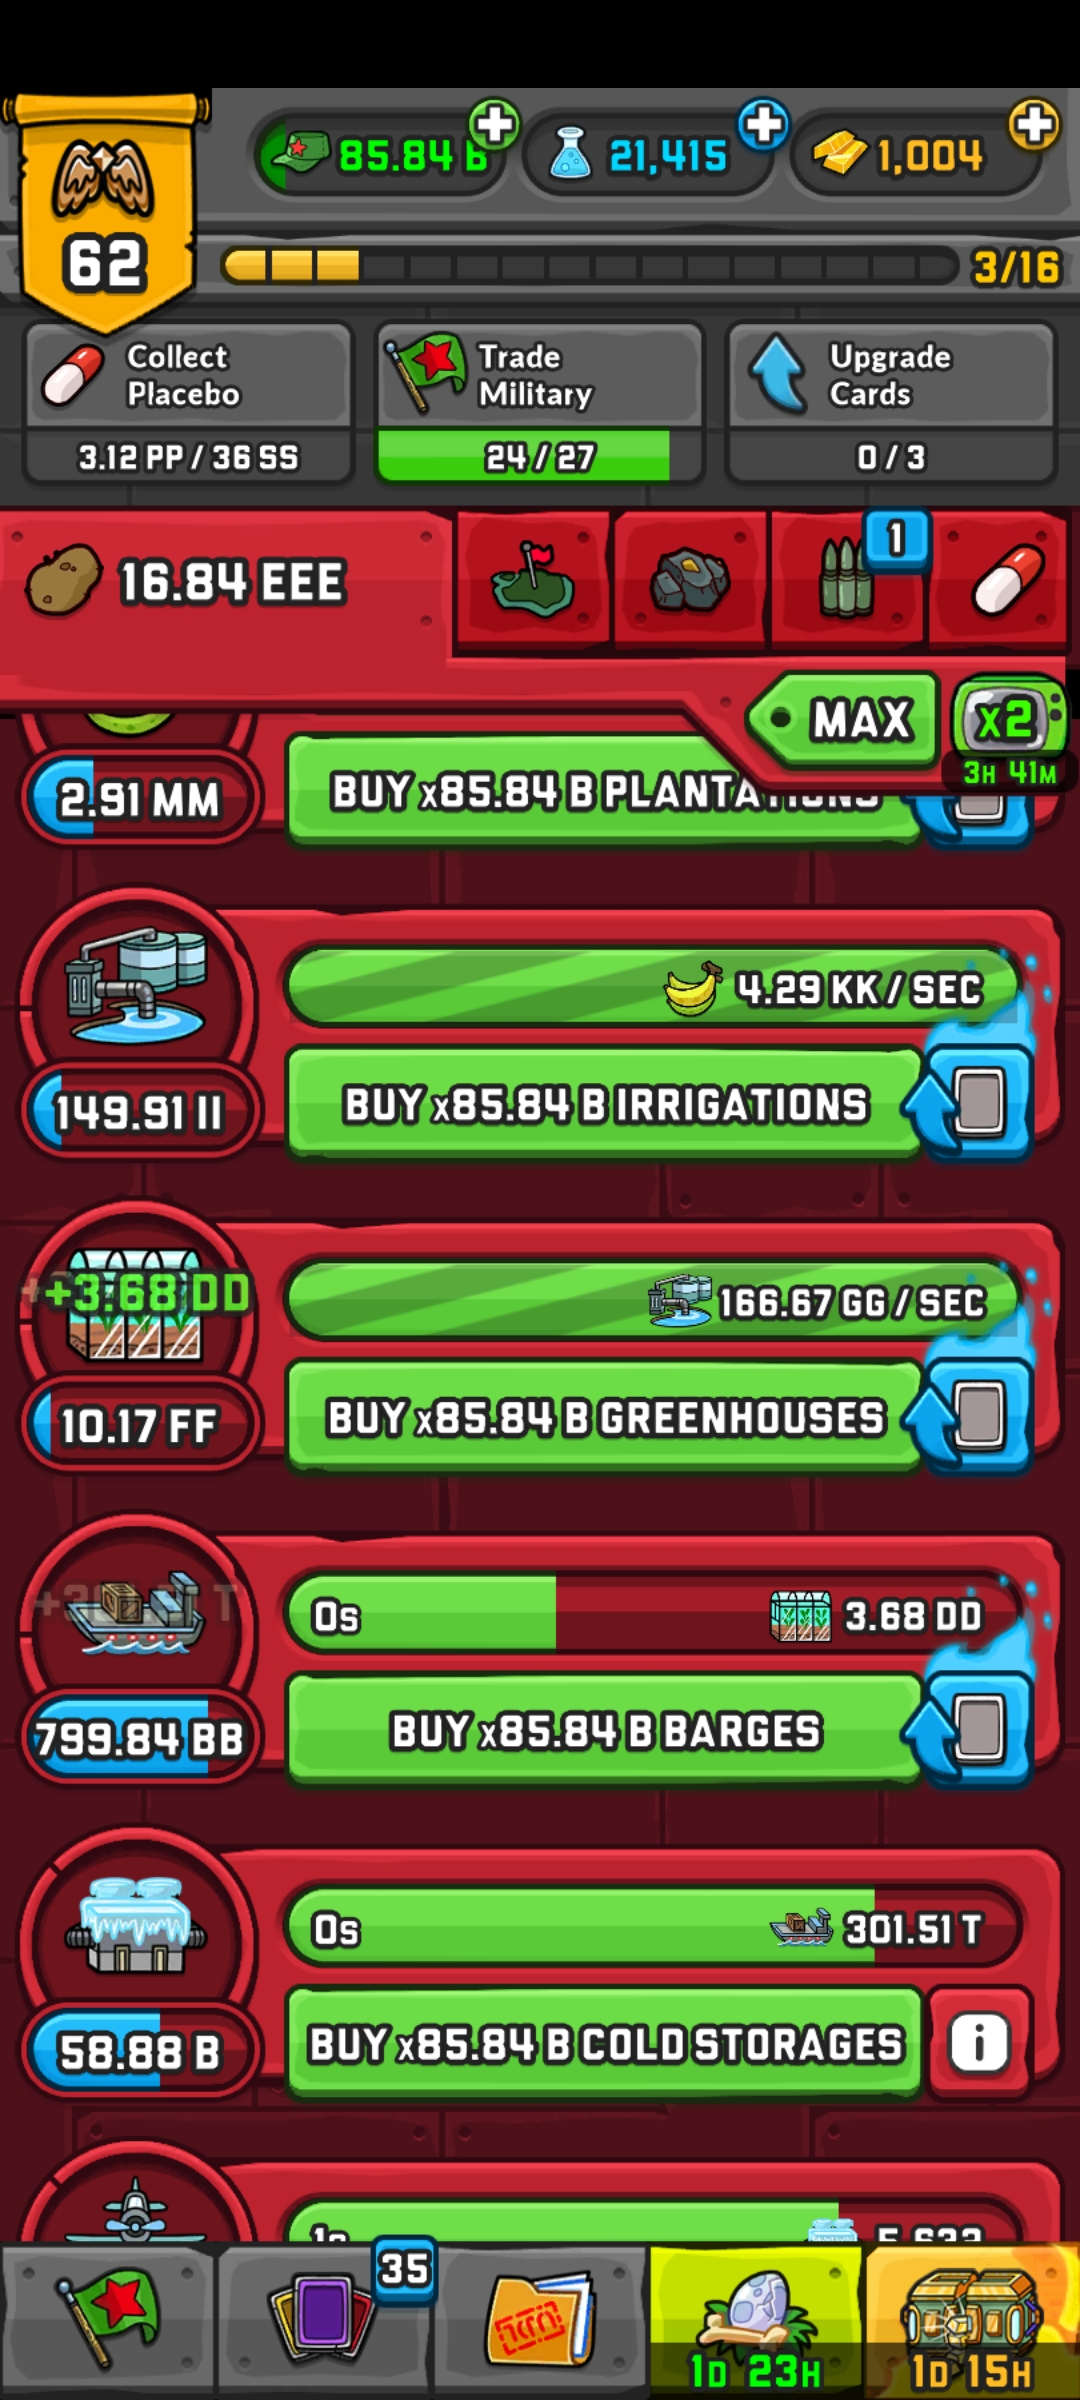 85.84 B
21,415
1,004
62
3/16
Collect
Placebo
3.12 PP / 36 SS
Trade
Military
24 / 27
Upgrade
Cards
0 / 3
16.84 EEE
1
MAX
x2
3H 41M
2.91 MM
BUY x85.84 B PLANTATIONS
4.29 KK / SEC
149.91 II
BUY x85.84 B IRRIGATIONS
+3.68 DD
166.67 GG / SEC
10.17 FF
BUY x85.84 B GREENHOUSES
0s
3.68 DD
799.84 BB
BUY x85.84 B BARGES
0s
301.51 T
58.88 B
BUY x85.84 B COLD STORAGES
i
35
1D 23H
1D 15H